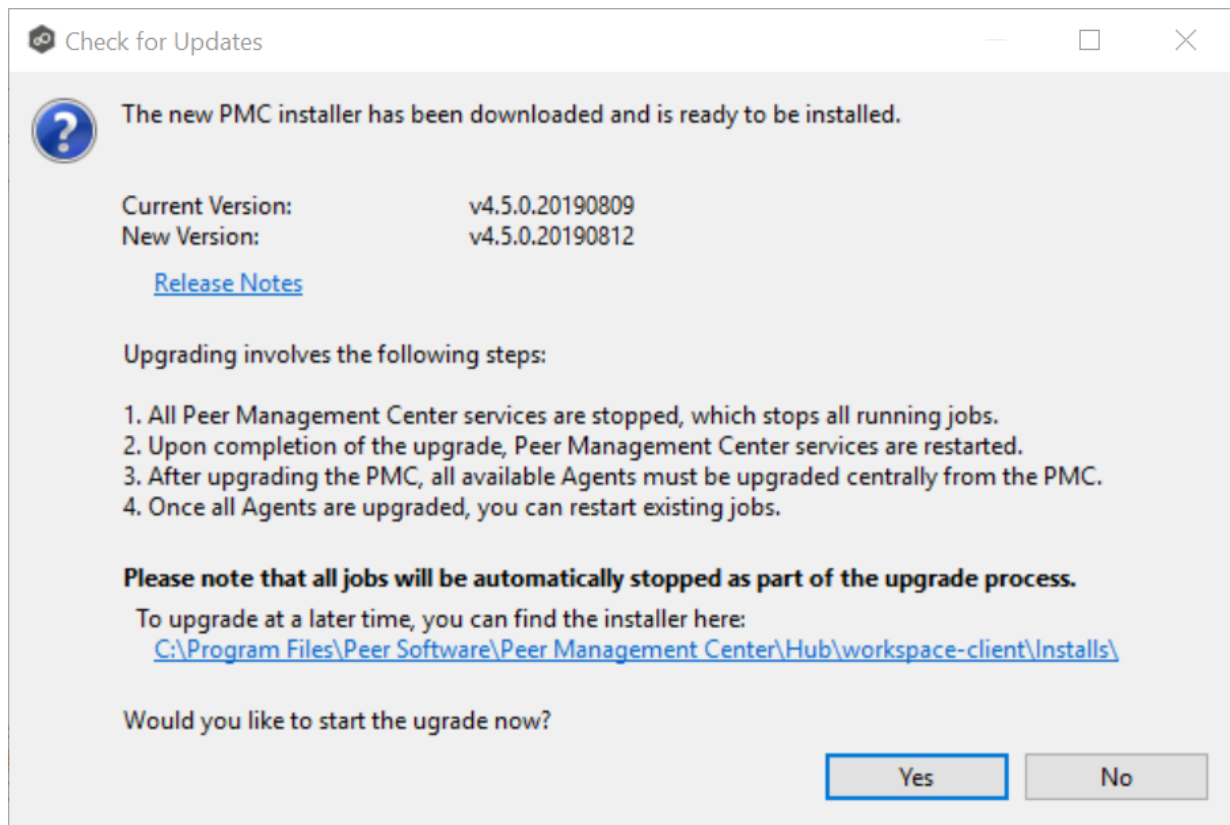 Check for Updates
The new PMC installer has been downloaded and is ready to be installed.
Current Version: v4.5.0.20190809
New Version: v4.5.0.20190812
Release Notes
Upgrading involves the following steps:
1. All Peer Management Center services are stopped, which stops all running jobs.
2. Upon completion of the upgrade, Peer Management Center services are restarted.
3. After upgrading the PMC, all available Agents must be upgraded centrally from the PMC.
4. Once all Agents are upgraded, you can restart existing jobs.
Please note that all jobs will be automatically stopped as part of the upgrade process.
To upgrade at a later time, you can find the installer here:
C:\Program Files\Peer Software\Peer Management Center\Hub\workspace-client\Installs\
Would you like to start the ugrade now?
Yes No